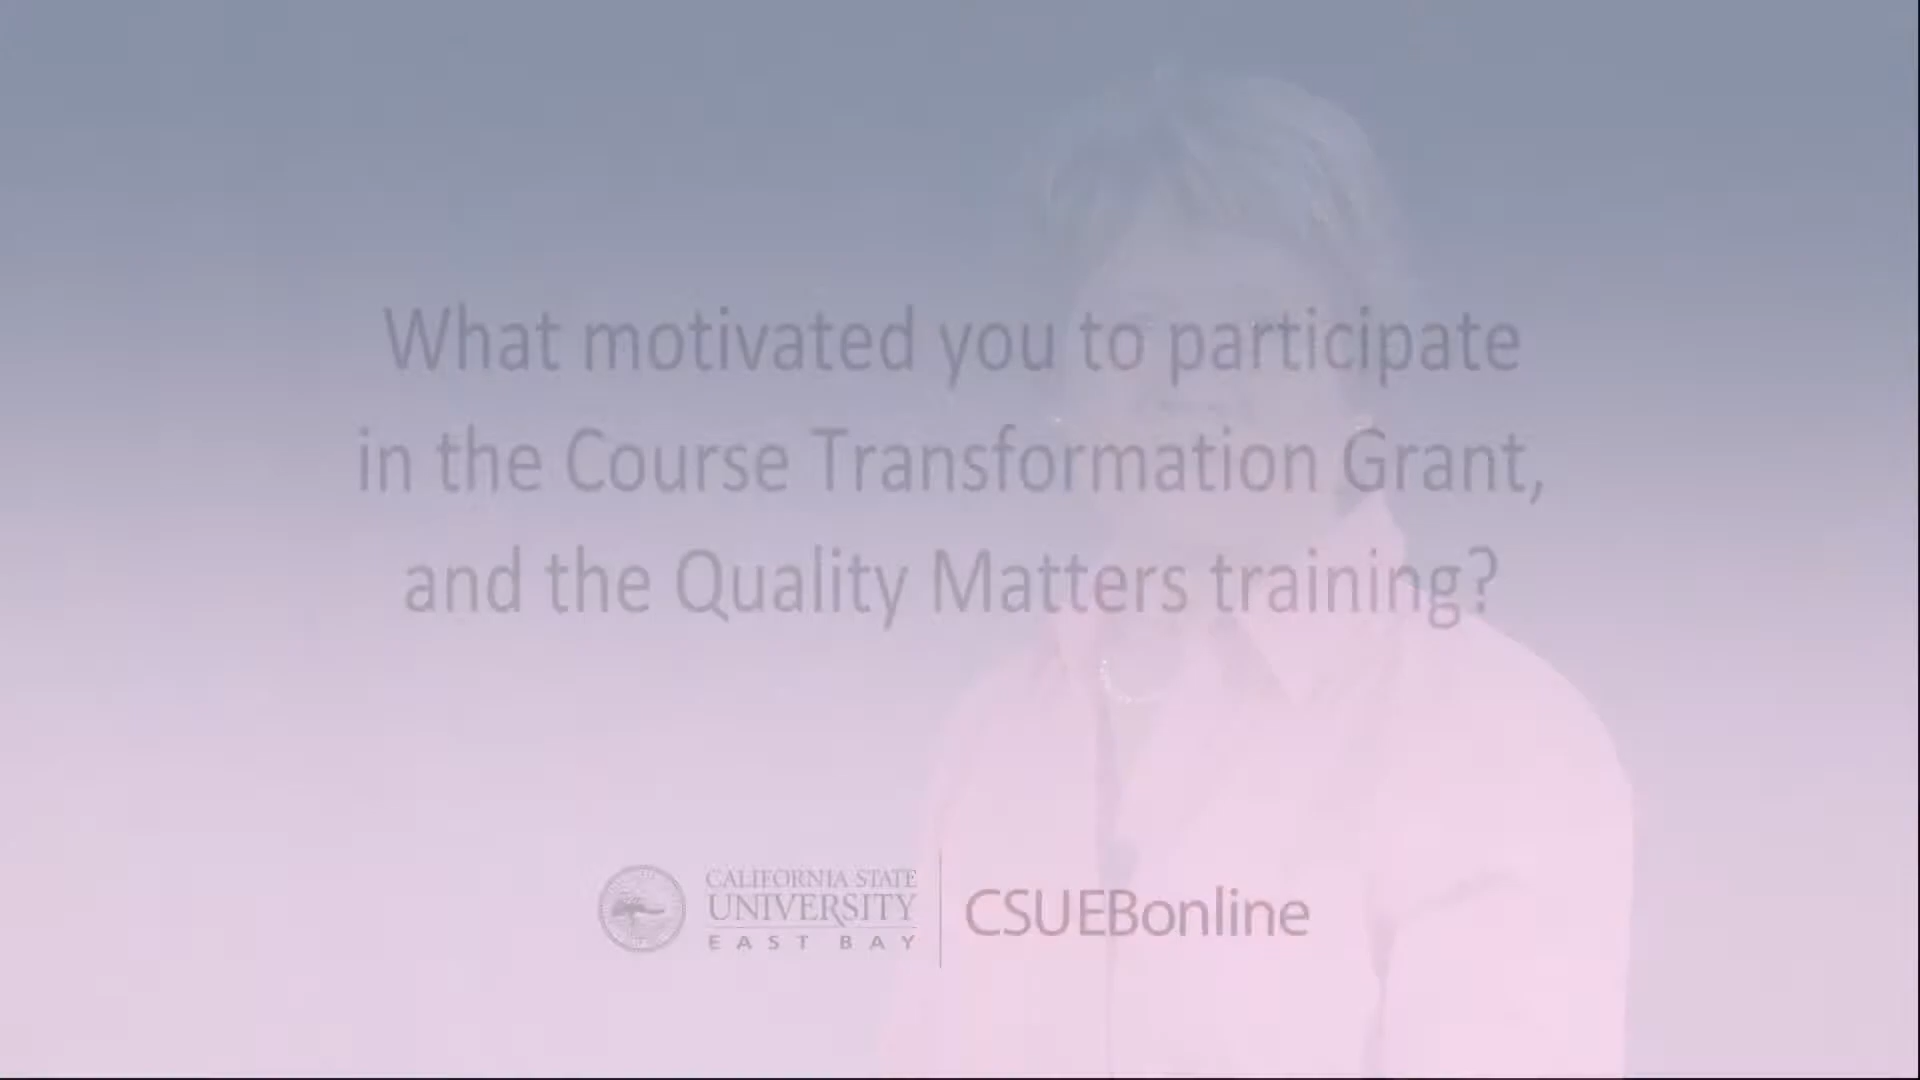 What motivated you to participate
in the Course Transformation Grant,
and the Quality Matters training?
CALIFORNIA STATE
UNIVERSITY
EAST BAY
CSUEBonline